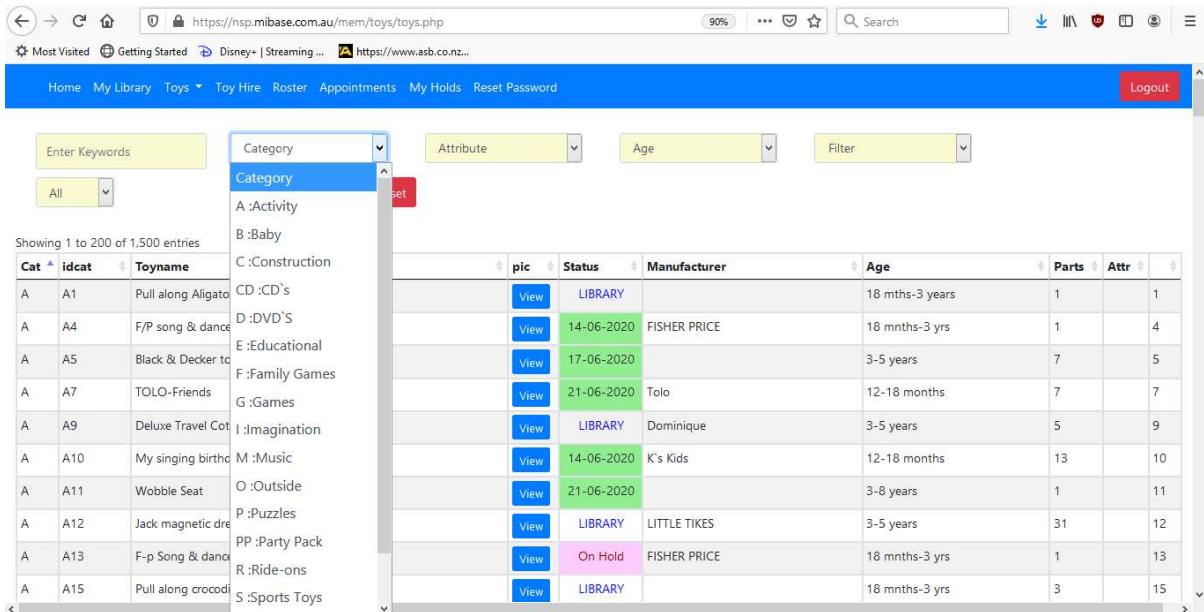 https://nsp.mibase.com.au/mem/toys/toys.php 90% Search
Most Visited Getting Started Disney+ | Streaming ... https://www.asb.co.nz...
Home My Library Toys Toy Hire Roster Appointments My Holds Reset Password Logout
Enter Keywords Category Attribute Age Filter
All set
Category
A :Activity
B :Baby
C :Construction
CD :CD`s
D :DVD`S
E :Educational
F :Family Games
G :Games
I :Imagination
M :Music
O :Outside
P :Puzzles
PP :Party Pack
R :Ride-ons
S :Sports Toys
Showing 1 to 200 of 1,500 entries
Cat idcat Toyname pic Status Manufacturer Age Parts Attr
A A1 Pull along Aligato View LIBRARY 18 mths-3 years 1 1
A A4 F/P song & dance View 14-06-2020 FISHER PRICE 18 mnths-3 yrs 1 4
A A5 Black & Decker to View 17-06-2020 3-5 years 7 5
A A7 TOLO-Friends View 21-06-2020 Tolo 12-18 months 7 7
A A9 Deluxe Travel Cot View LIBRARY Dominique 3-5 years 5 9
A A10 My singing birthd View 14-06-2020 K`s Kids 12-18 months 13 10
A A11 Wobble Seat View 21-06-2020 3-8 years 1 11
A A12 Jack magnetic dre View LIBRARY LITTLE TIKES 3-5 years 31 12
A A13 F-p Song & dance View On Hold FISHER PRICE 18 mnths-3 yrs 1 13
A A15 Pull along crocodi View LIBRARY 18 mnths-3 yrs 3 15